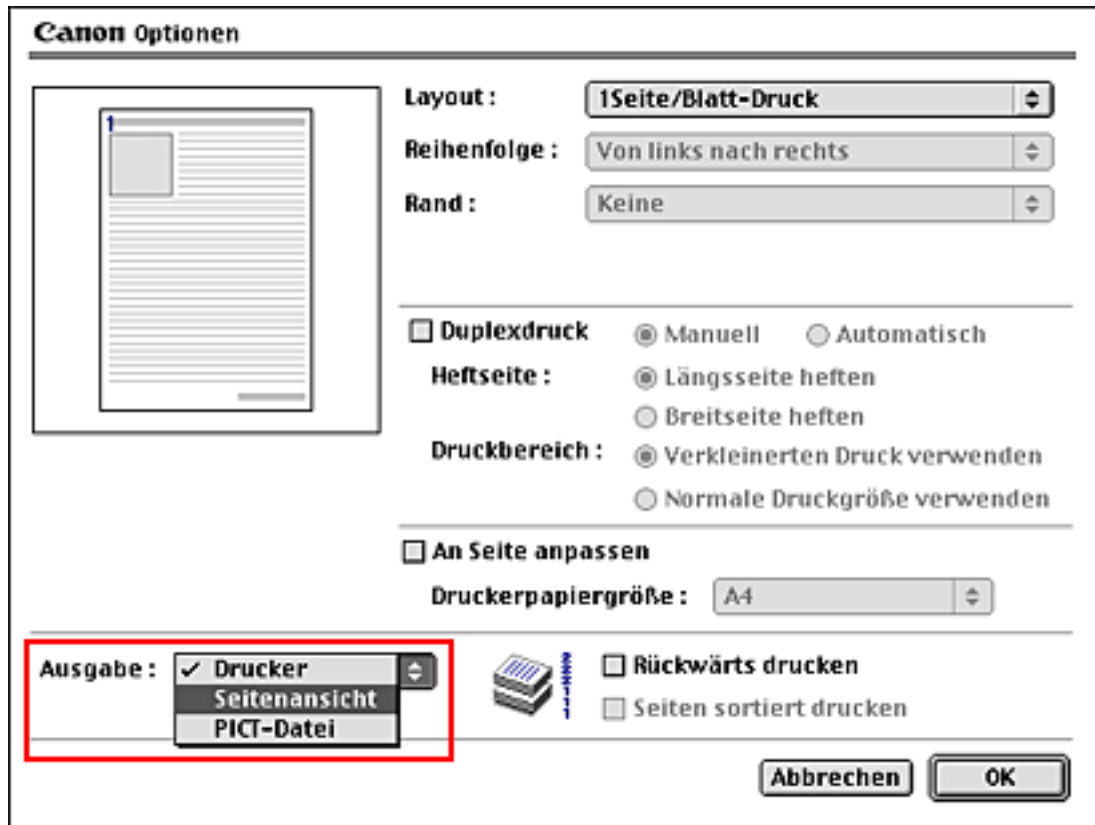 Canon Optionen
Layout : 1Seite/Blatt-Druck
1
Reihenfolge : Von links nach rechts
Rand : Keine
Duplexdruck Manuell Automatisch
Heftseite : Längsseite heften
Breitseite heften
Druckbereich : Verkleinerten Druck verwenden
Normale Druckgröße verwenden
An Seite anpassen
Druckerpapiergröße : A4
Ausgabe : ✓ Drucker
Seitenansicht
PICT-Datei
Rückwärts drucken
Seiten sortiert drucken
Abbrechen OK